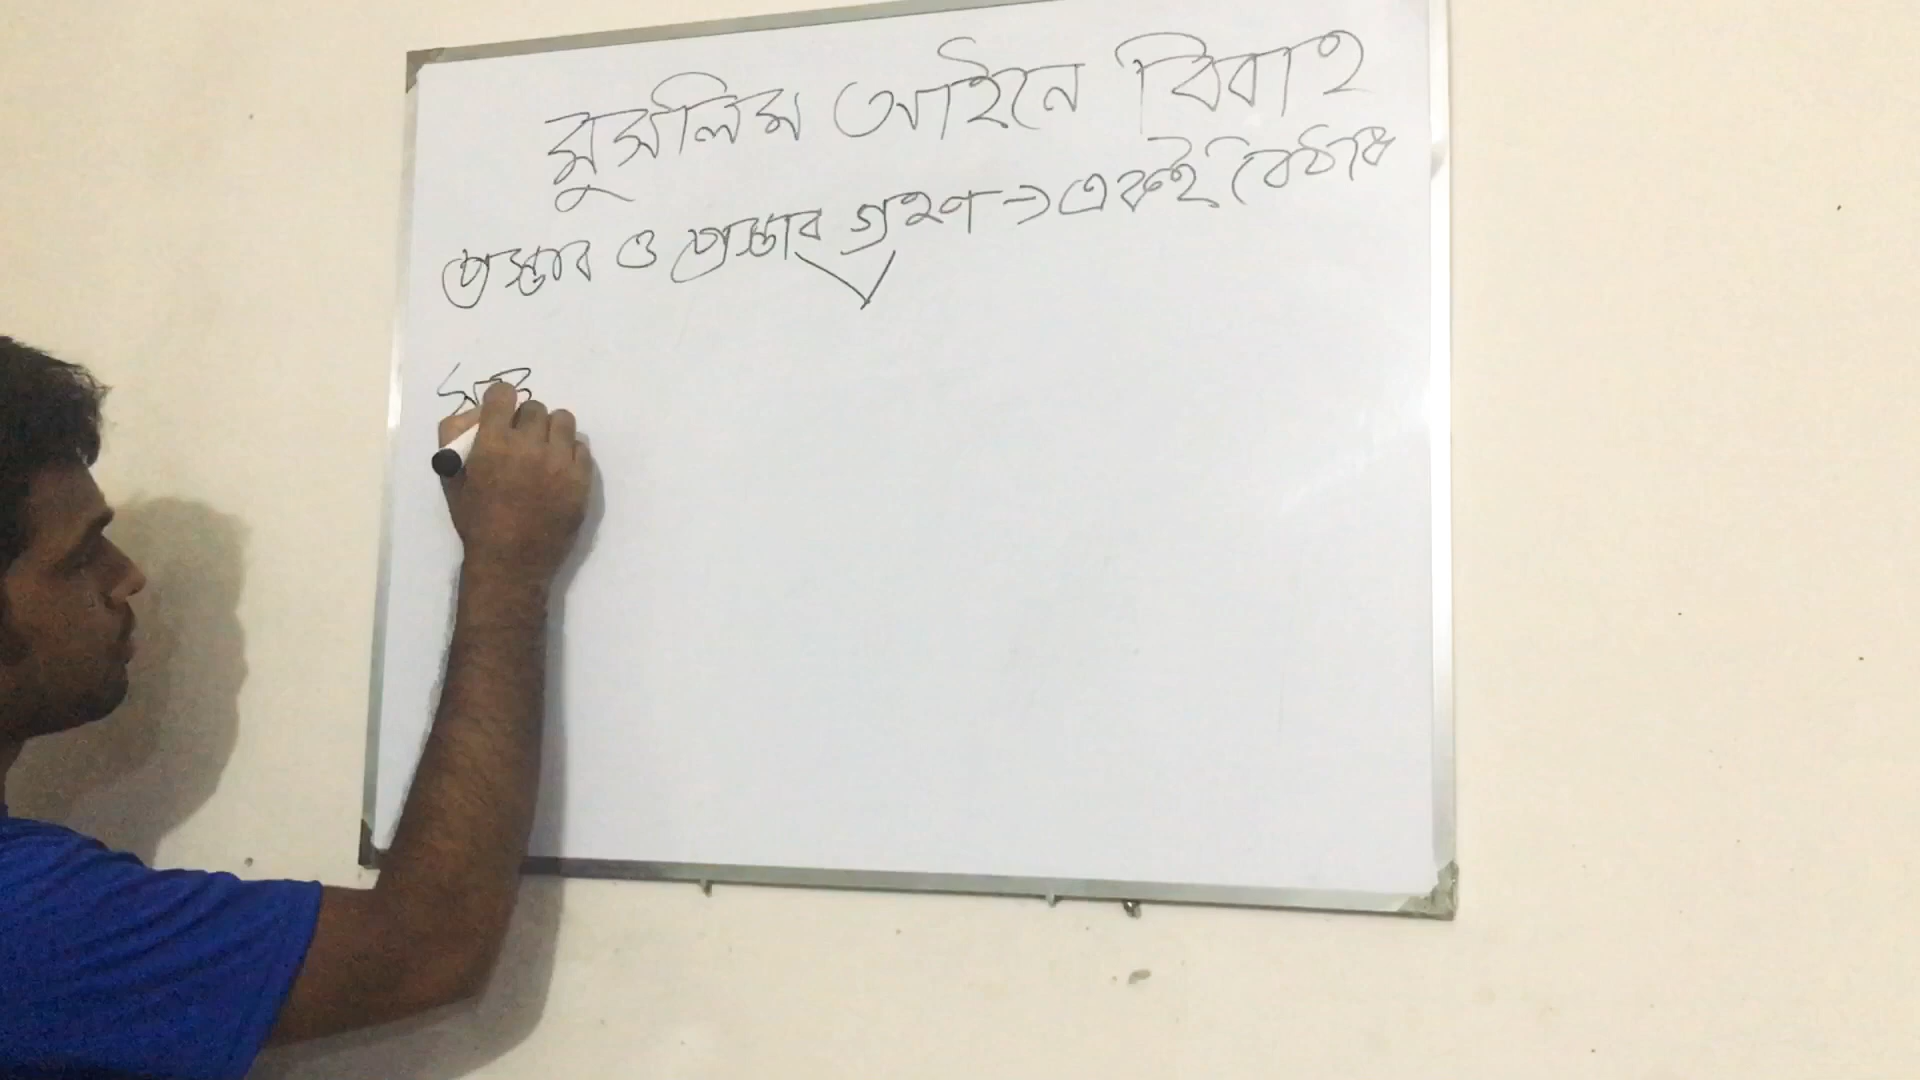 মুসলিম আইনে বিবাহ
প্রস্তাব ও প্রস্তাব গ্রহণ → একই বৈঠকে